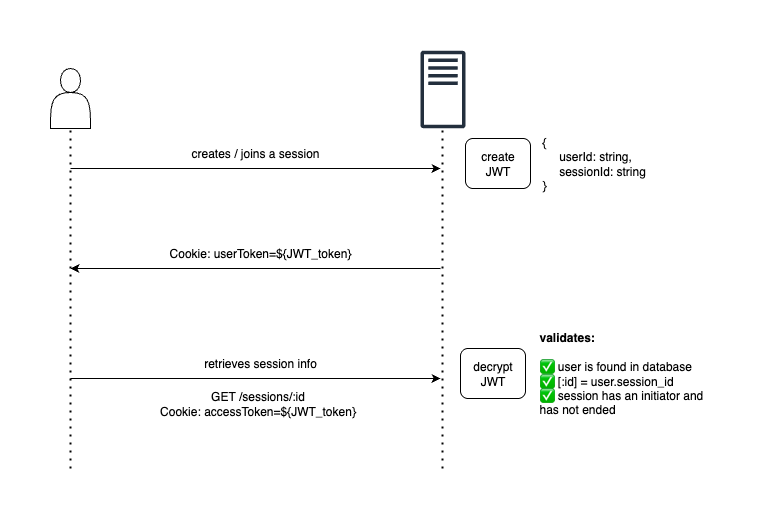 creates / joins a session
create
JWT
{
userId: string,
sessionId: string
}
Cookie: userToken=${JWT_token}
retrieves session info
GET /sessions/:id
Cookie: accessToken=${JWT_token}
decrypt
JWT
validates:
✅ user is found in database
✅ [:id] = user.session_id
✅ session has an initiator and
has not ended